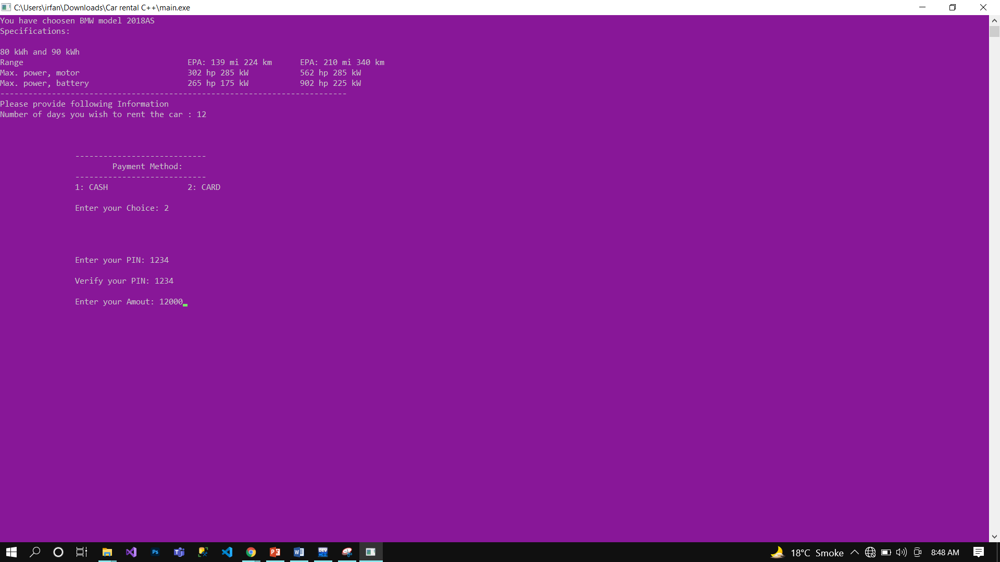 C:\Users\irfan\Downloads\Car rental C++\main.exe
You have choosen BMW model 2018AS
Specifications:
80 kWh and 90 kWh
Range EPA: 139 mi 224 km EPA: 210 mi 340 km
Max. power, motor 302 hp 285 kW 562 hp 285 kW
Max. power, battery 265 hp 175 kW 902 hp 225 kW
--------------------------------------------------------------------------
Please provide following Information
Number of days you wish to rent the car : 12
----------------------------
Payment Method:
----------------------------
1: CASH 2: CARD
Enter your Choice: 2
Enter your PIN: 1234
Verify your PIN: 1234
Enter your Amout: 12000
Ps T P W DEV 18°C Smoke 8:48 AM